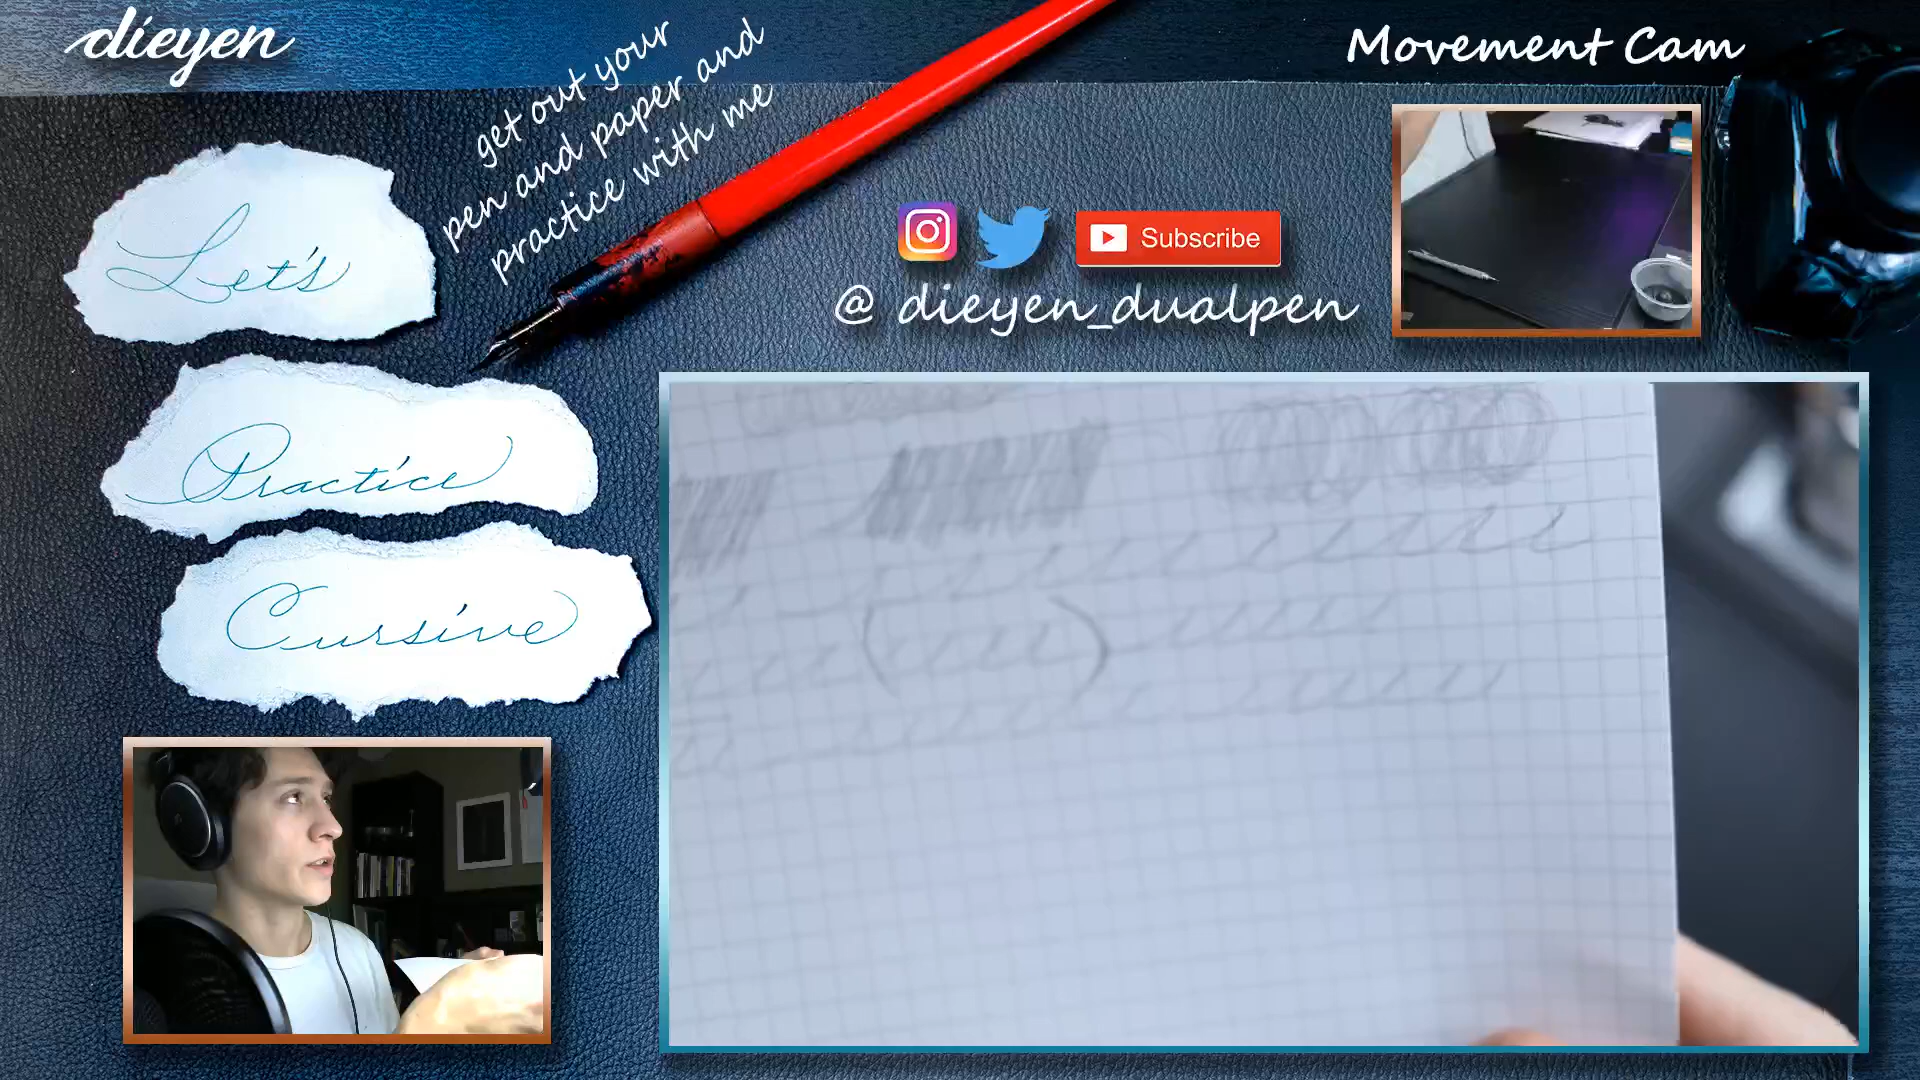 dieyen
get out your
pen and paper and
practice with me
Movement Cam
Let's
Practice
Cursive
Subscribe
@ dieyen_dualpen